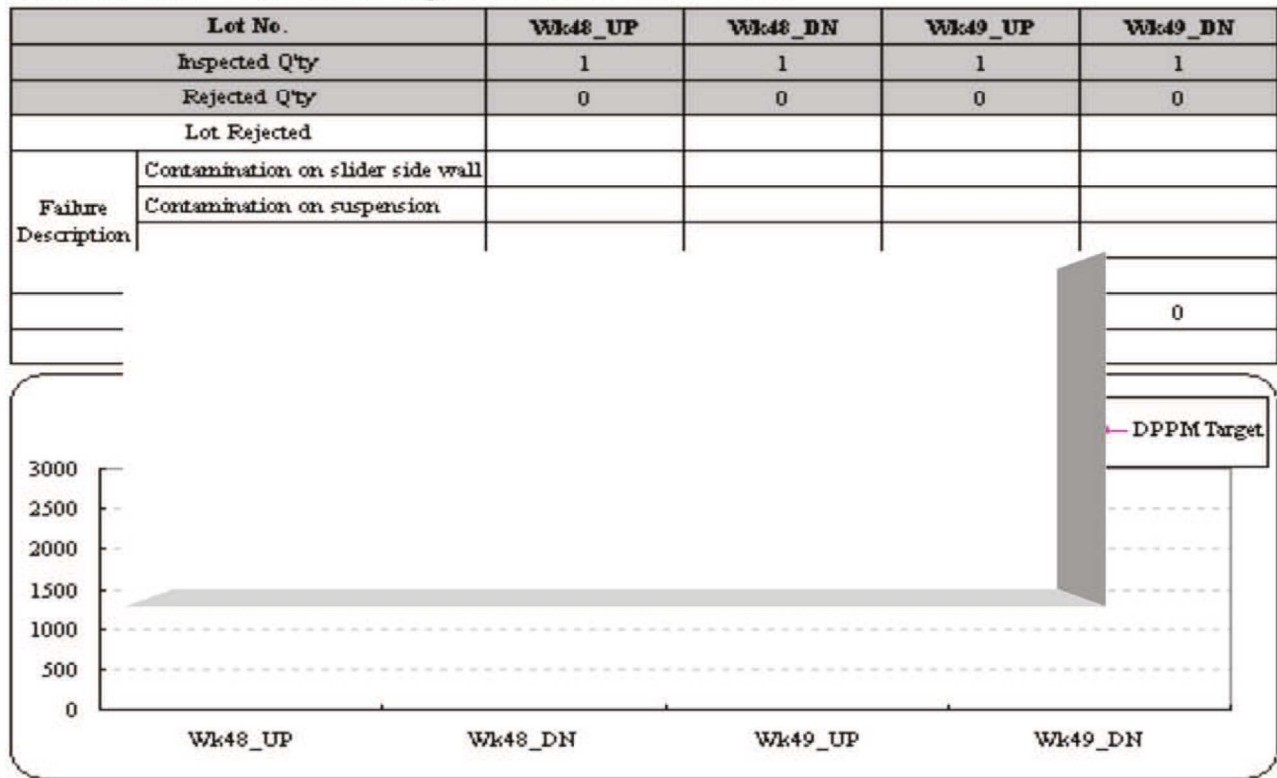 Lot No. Wk48_UP Wk48_DN Wk49_UP Wk49_DN
Inspected Q'ty 1 1 1 1
Rejected Q'ty 0 0 0 0
Lot Rejected
Contamination on slider side wall
Failure Description
Contamination on suspension
0
DPPM Target
3000
2500
2000
1500
1000
500
0
Wk48_UP Wk48_DN Wk49_UP Wk49_DN